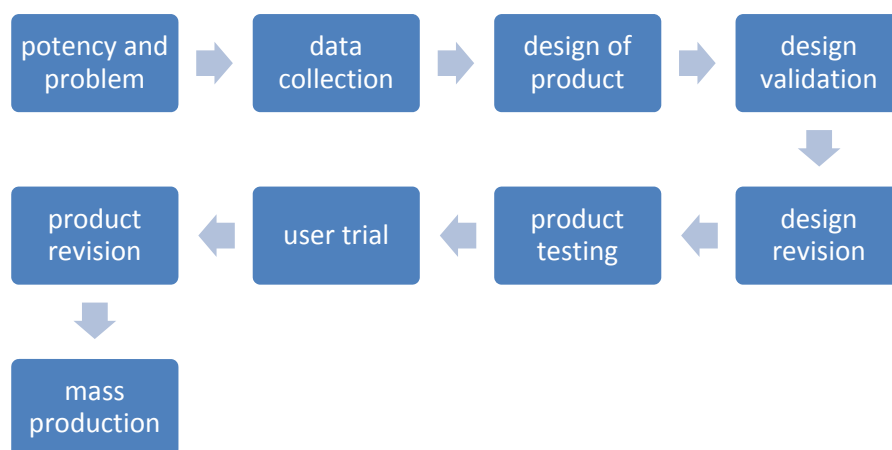 potency and
problem
data
collection
design of
product
design
validation
design
revision
product
testing
user trial
product
revision
mass
production